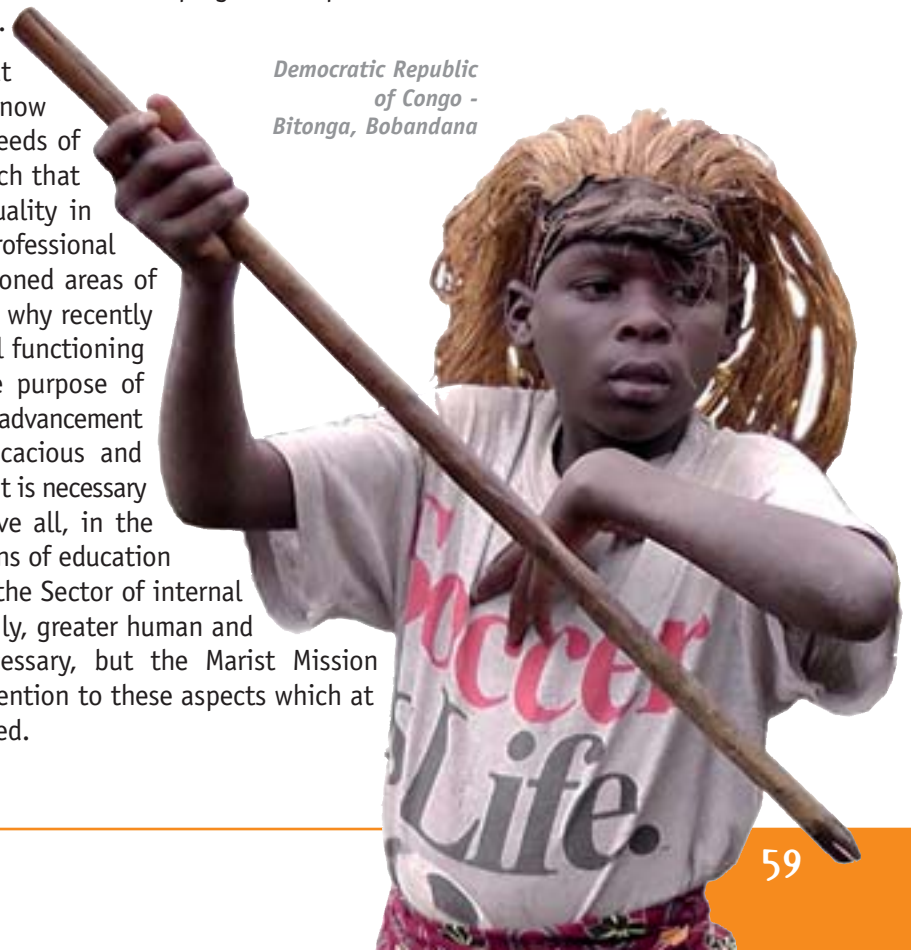 .
t
now
eeds of
ch that
uality in
rofessional
oned areas of
why recently
l functioning
e purpose of
advancement
cacious and
t is necessary
ve all, in the
ns of education
the Sector of internal
ly, greater human and
essary, but the Marist Mission
ention to these aspects which at
ed.
Democratic Republic
of Congo -
Bitonga, Bobandana
Soccer
s Life.
59